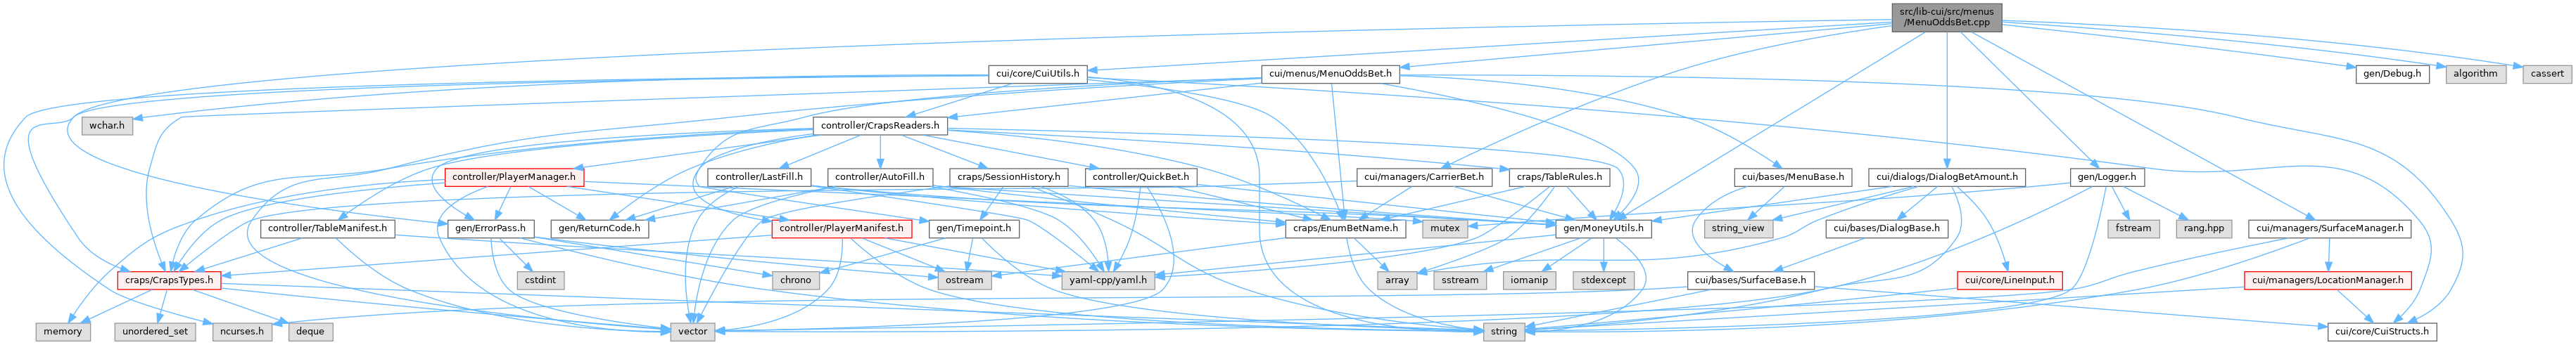 src/lib-cui/src/menus
/MenuOddsBet.cpp
cui/core/CuiUtils.h
cui/menus/MenuOddsBet.h
gen/Debug.h
algorithm
cassert
wchar.h
controller/CrapsReaders.h
controller/PlayerManager.h
controller/LastFill.h
controller/AutoFill.h
craps/SessionHistory.h
controller/QuickBet.h
cui/managers/CarrierBet.h
craps/TableRules.h
cui/bases/MenuBase.h
cui/dialogs/DialogBetAmount.h
gen/Logger.h
controller/TableManifest.h
gen/ErrorPass.h
gen/ReturnCode.h
controller/PlayerManifest.h
gen/Timepoint.h
craps/EnumBetName.h
mutex
gen/MoneyUtils.h
string_view
cui/bases/DialogBase.h
fstream
rang.hpp
cui/managers/SurfaceManager.h
craps/CrapsTypes.h
cstdint
chrono
ostream
yaml-cpp/yaml.h
array
sstream
iomanip
stdexcept
cui/bases/SurfaceBase.h
cui/core/LineInput.h
cui/managers/LocationManager.h
memory
unordered_set
ncurses.h
deque
vector
string
cui/core/CuiStructs.h